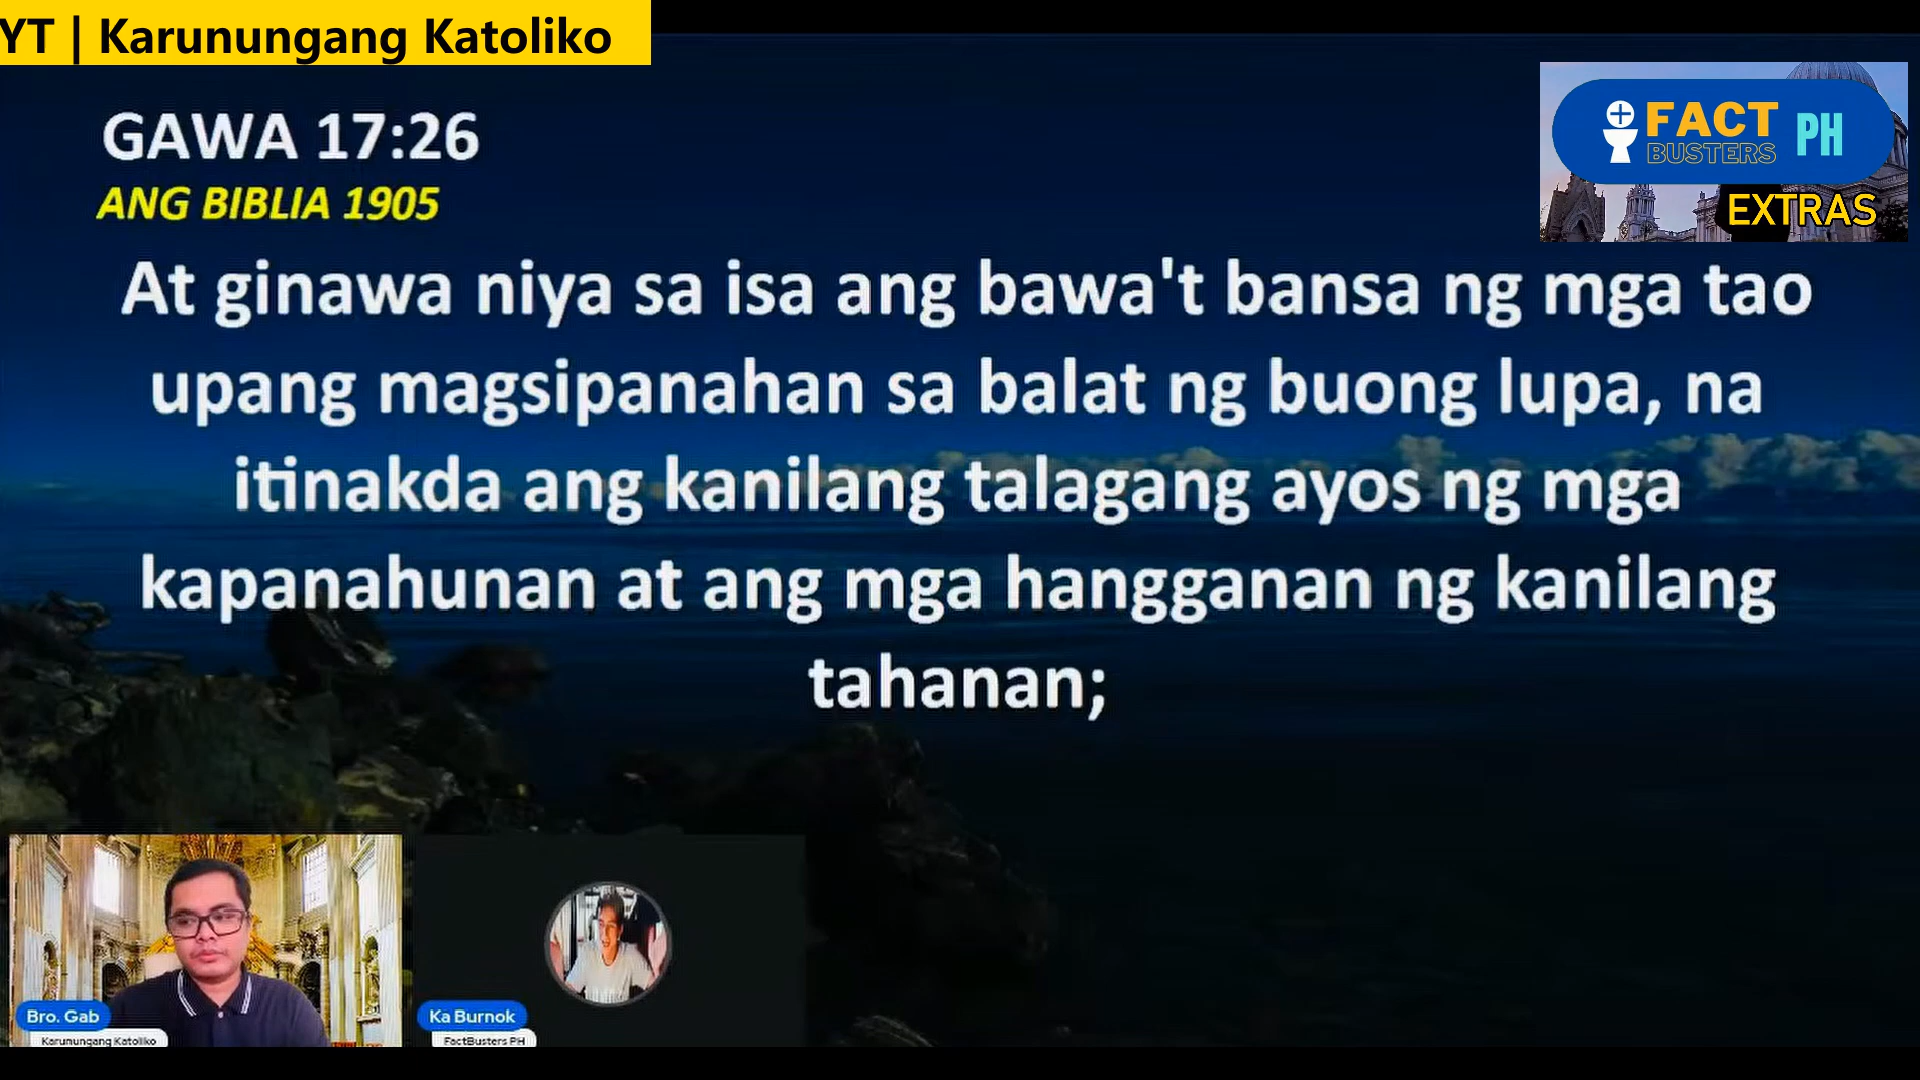 YT | Karunungang Katoliko
FACT
BUSTERS
PH
EXTRAS
GAWA 17:26
ANG BIBLIA 1905
At ginawa niya sa isa ang bawa't bansa ng mga tao
upang magsipanahan sa balat ng buong lupa, na
itinakda ang kanilang talagang ayos ng mga
kapanahunan at ang mga hangganan ng kanilang
tahanan;
Bro. Gab
Karunungang Katoliko
Ka Burnok
FactBusters PH